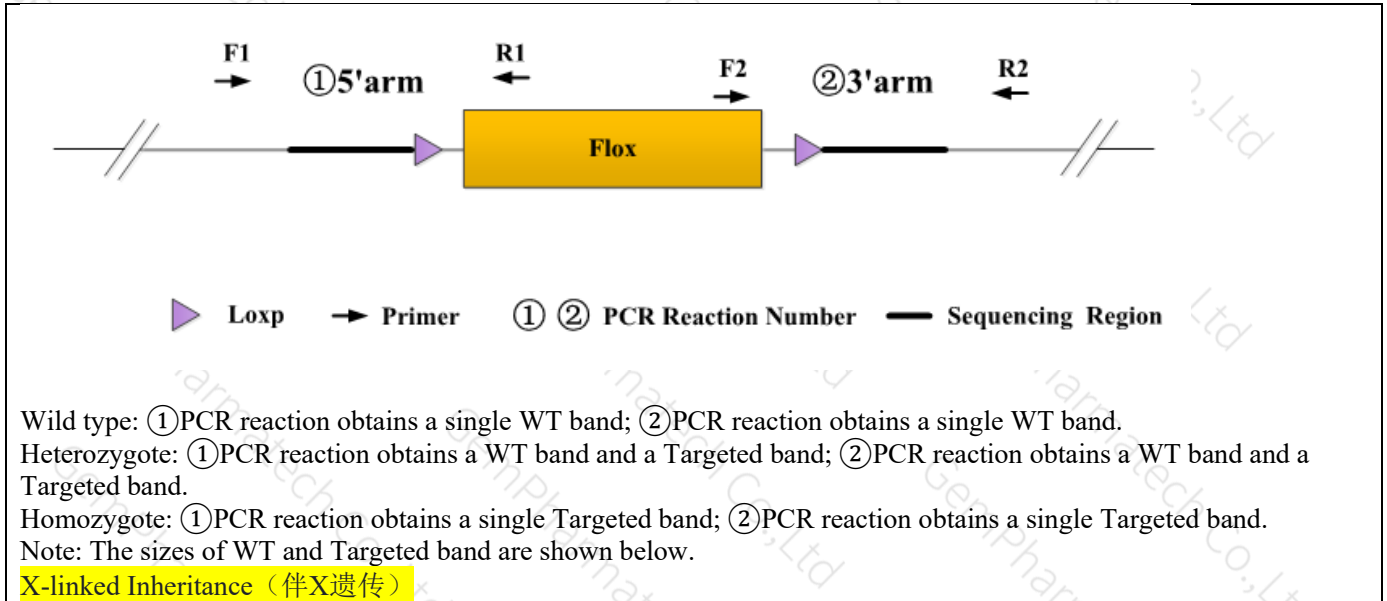 F1 ①5'arm R1 F2 ②3'arm R2
Flox
Loxp Primer ① ② PCR Reaction Number Sequencing Region
Wild type: ①PCR reaction obtains a single WT band; ②PCR reaction obtains a single WT band.
Heterozygote: ①PCR reaction obtains a WT band and a Targeted band; ②PCR reaction obtains a WT band and a
Targeted band.
Homozygote: ①PCR reaction obtains a single Targeted band; ②PCR reaction obtains a single Targeted band.
Note: The sizes of WT and Targeted band are shown below.
X-linked Inheritance（伴X遗传）